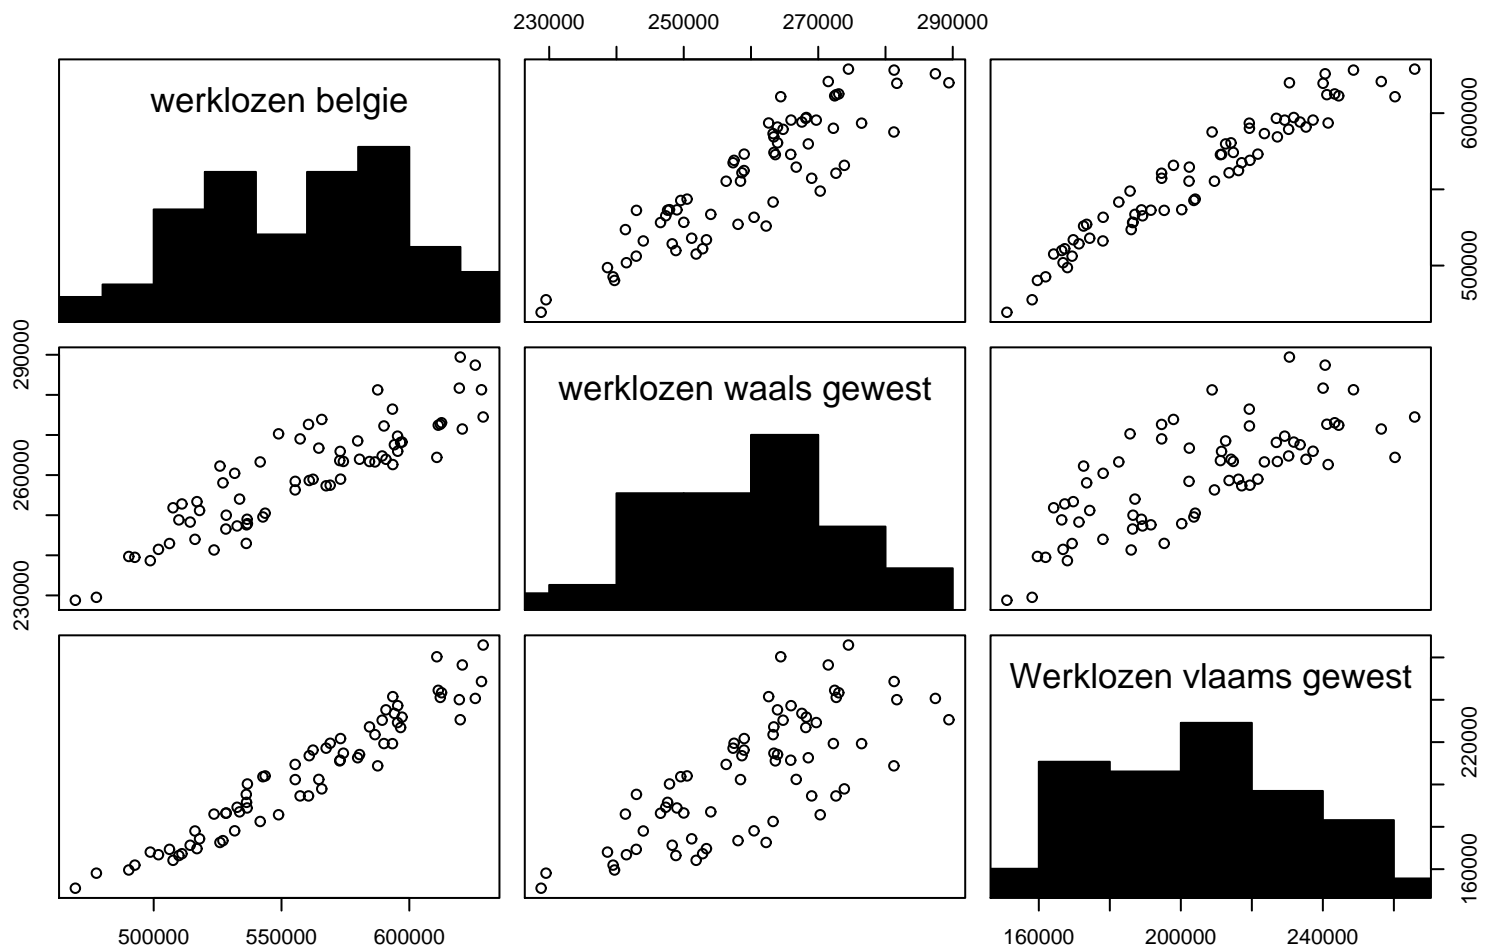 230000 250000 270000 290000
werklozen belgie
500000 600000
230000 260000 290000
werklozen waals gewest
Werklozen vlaams gewest
160000 220000
500000 550000 600000
160000 200000 240000